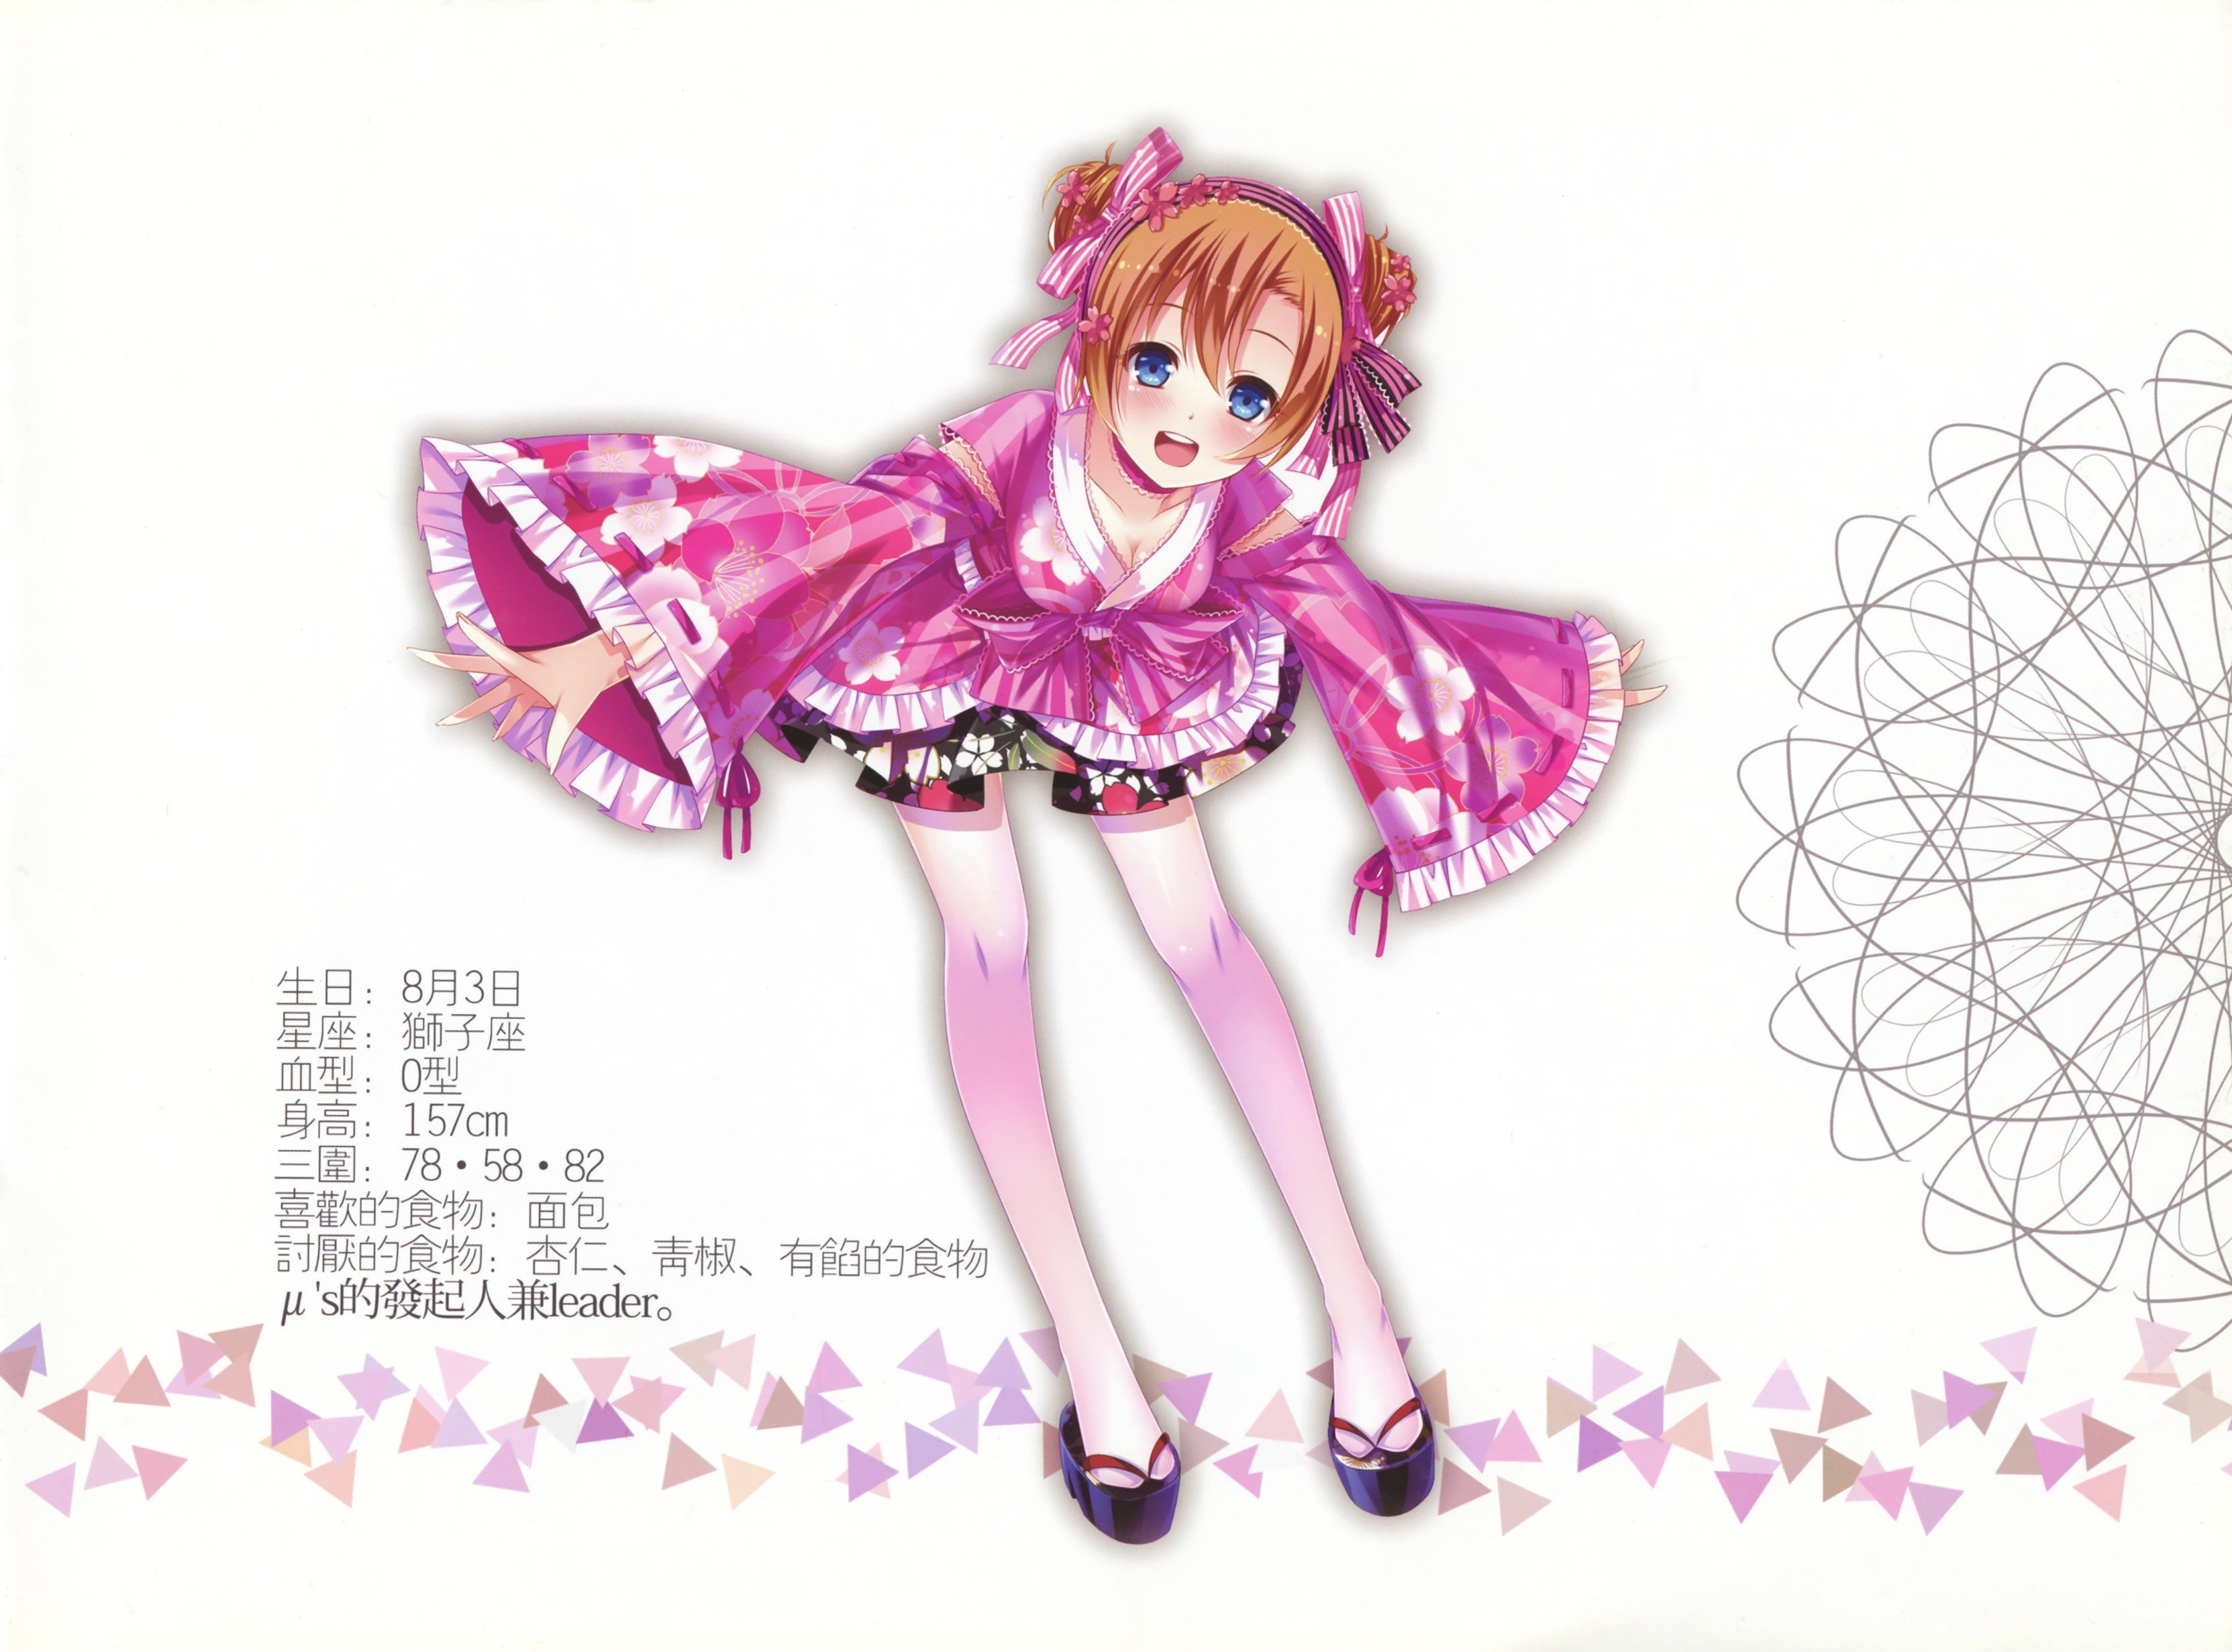 生日：8月3日
星座：獅子座
血型：O型
身高：157cm
三圍：78・58・82
喜歡的食物：面包
討厭的食物：杏仁、青椒、有餡的食物
μ's的發起人兼leader。